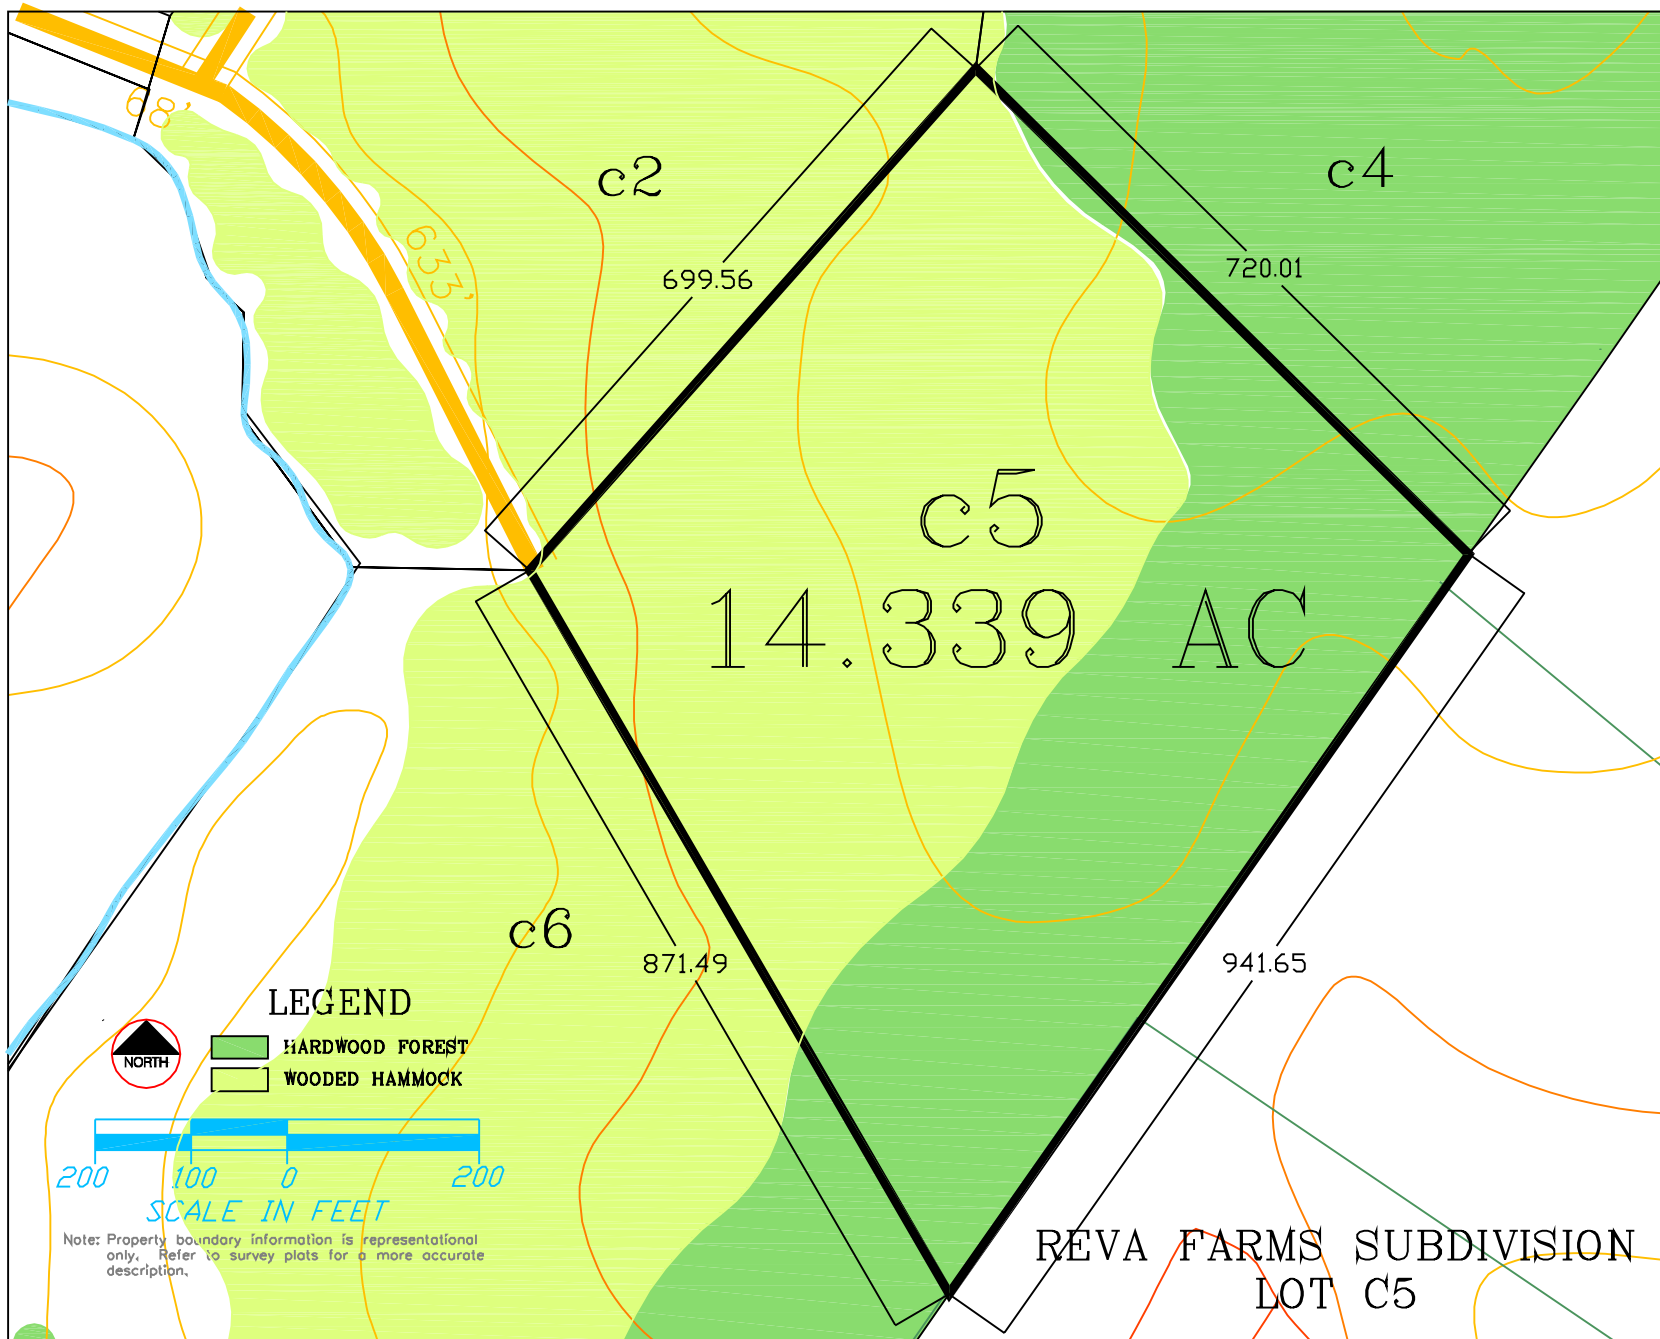 68'
c2
c4
633'
699.56
720.01
c5
14.339 AC
c6
871.49
941.65
LEGEND
NORTH
HARDWOOD FOREST
WOODED HAMMOCK
200 100 0 200
SCALE IN FEET
Note: Property boundary information is representational
only. Refer to survey plats for a more accurate
description.
REVA FARMS SUBDIVISION
LOT C5